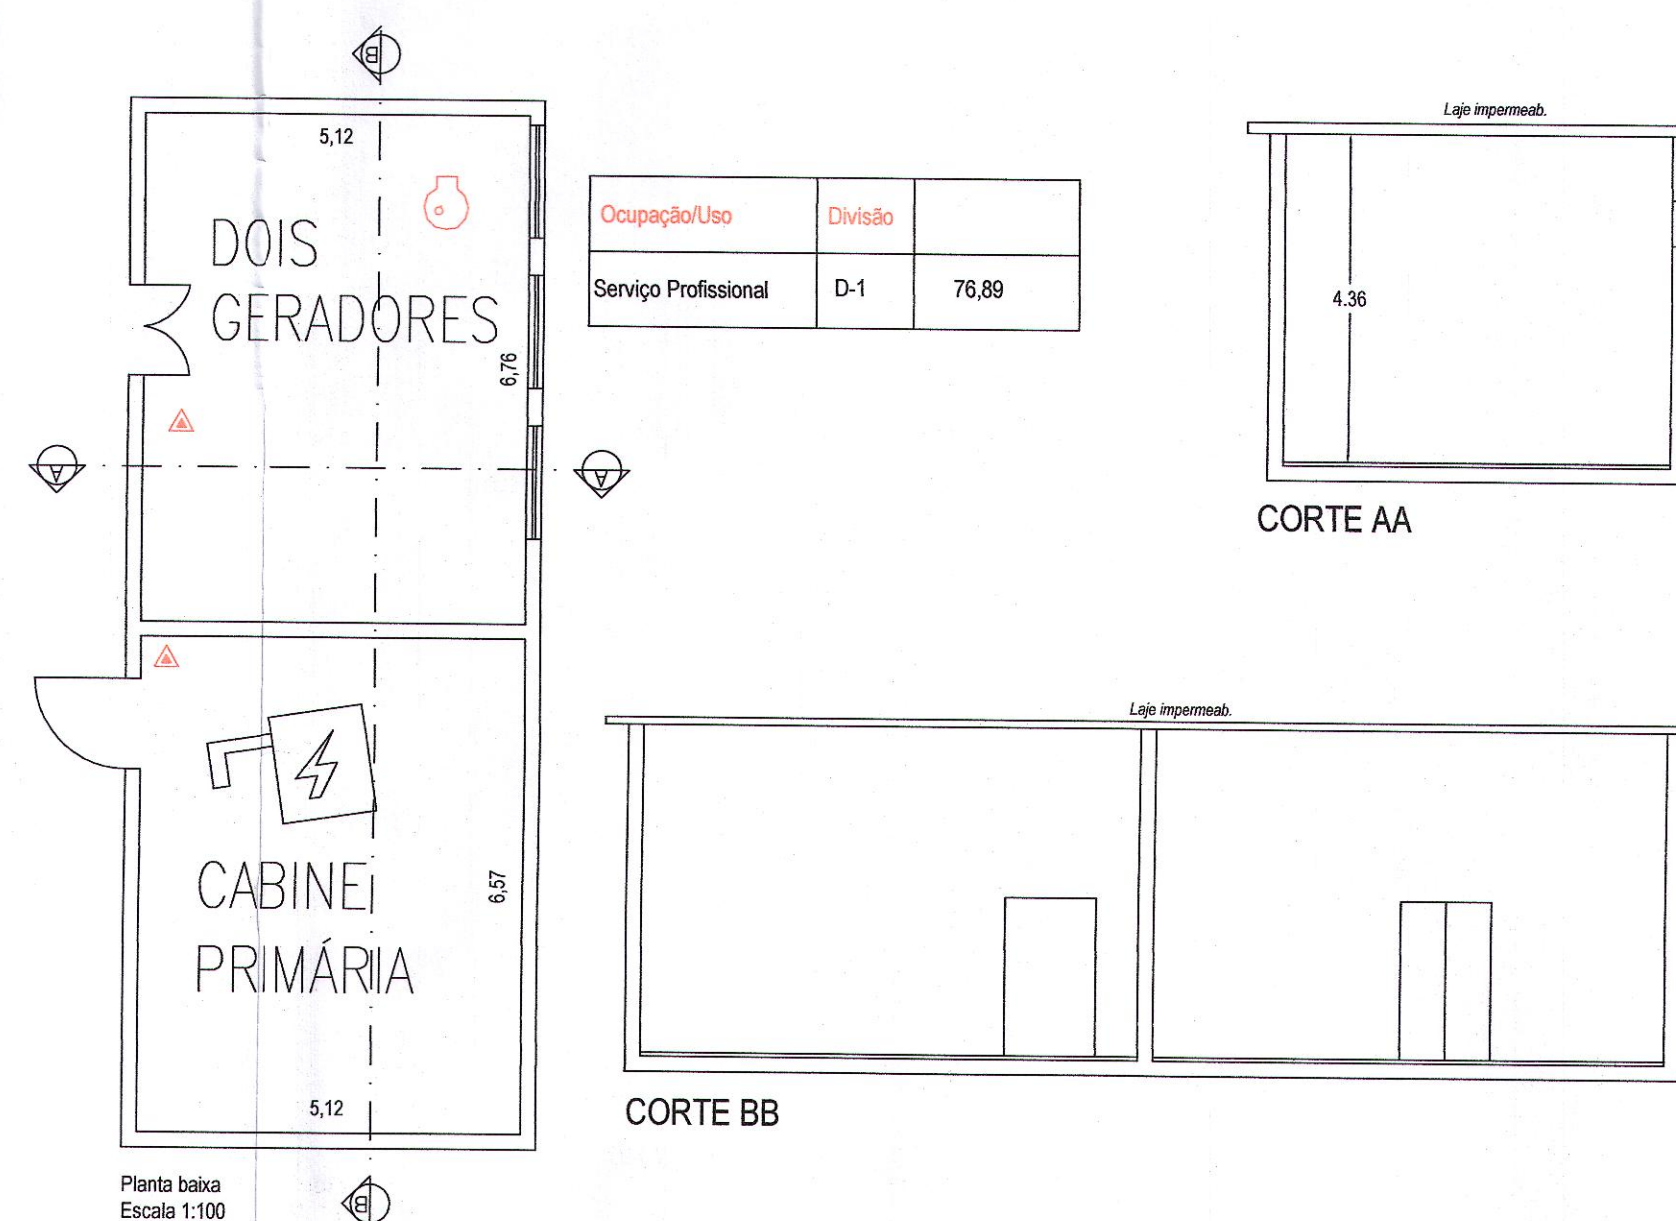 B
5,12
DOIS
GERADORES
6,76
A
A
CABINE
PRIMÁRIA
6,57
5,12
Planta baixa
Escala 1:100
B
Ocupação/Uso Divisão
Serviço Profissional D-1 76,89
Laje impermeab.
4.36
CORTE AA
Laje impermeab.
CORTE BB